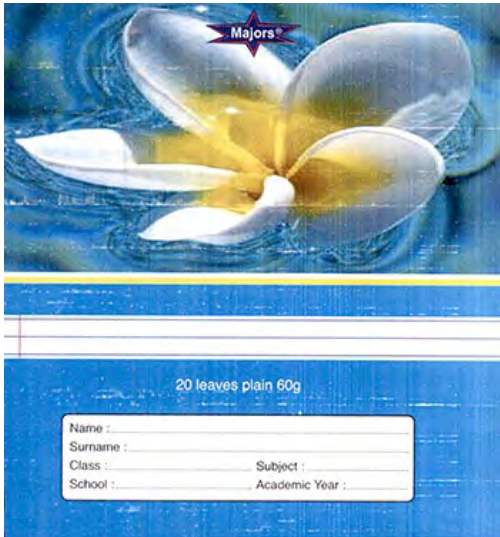 Majors®
20 leaves plain 60g
Name :
Surname :
Class : Subject :
School : Academic Year :